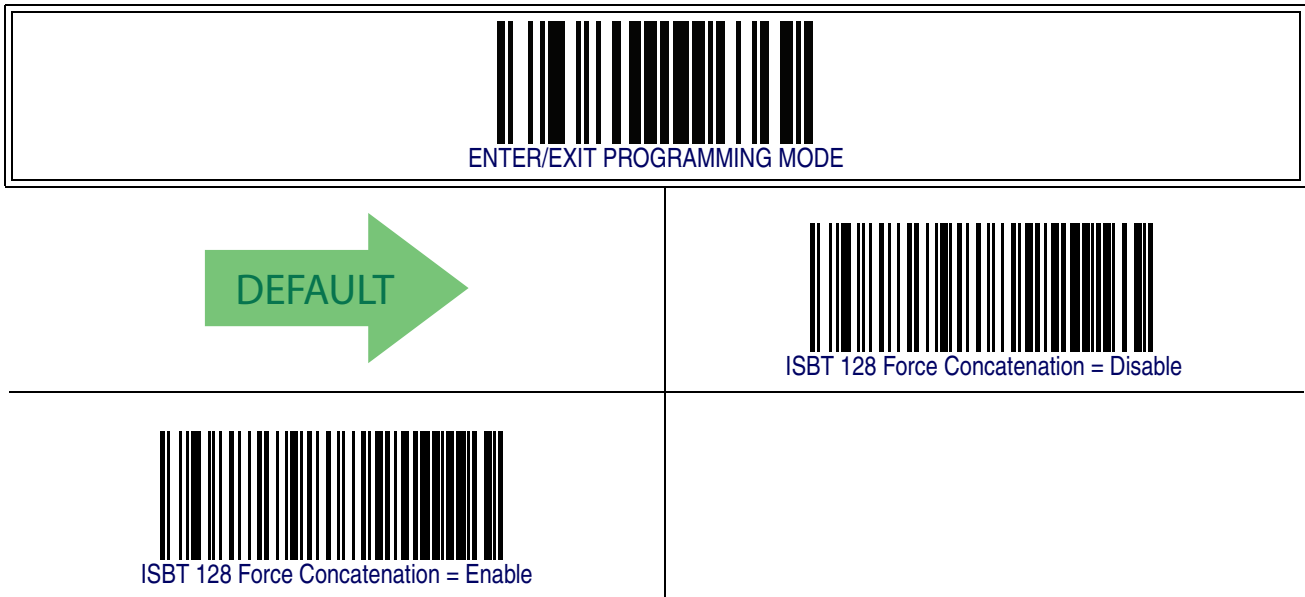 ENTER/EXIT PROGRAMMING MODE
DEFAULT
ISBT 128 Force Concatenation = Disable
ISBT 128 Force Concatenation = Enable